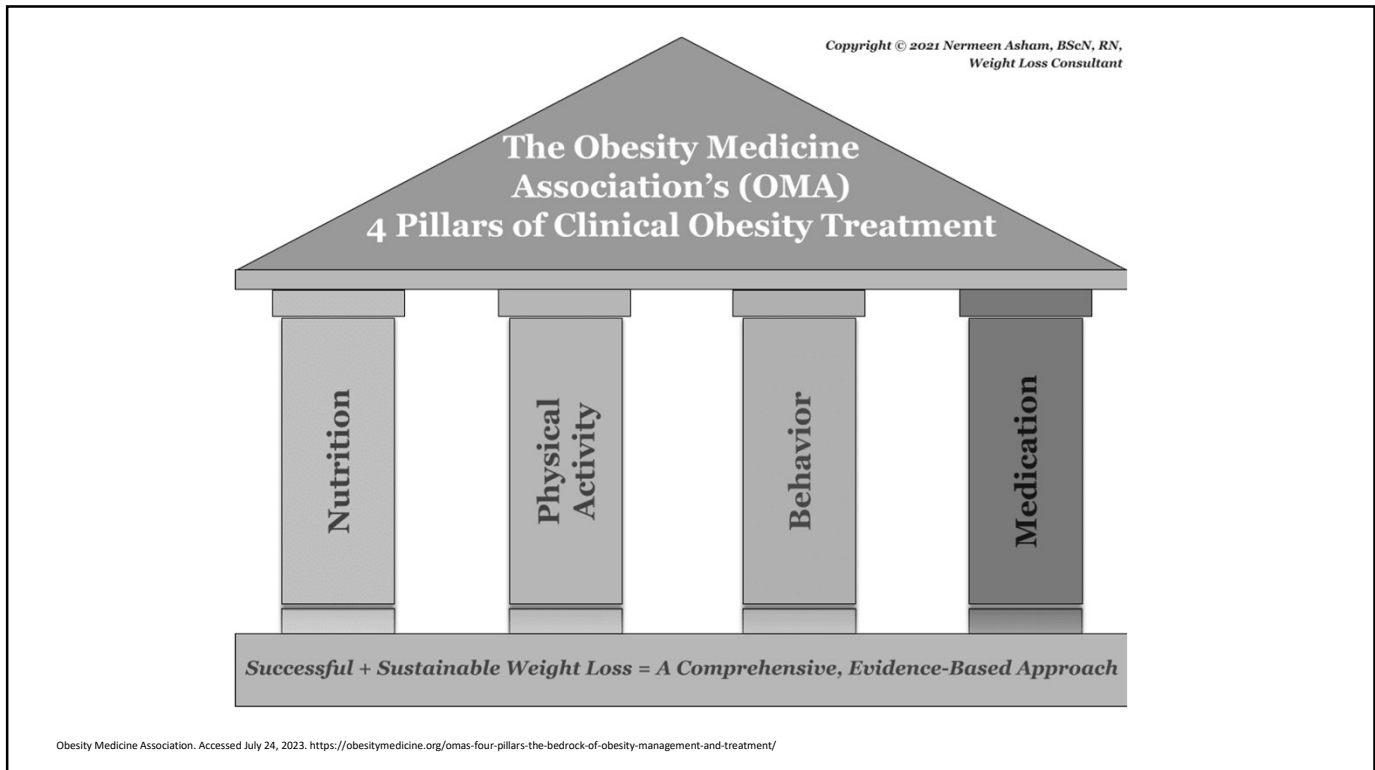 Copyright © 2021 Nermeen Asham, BScN, RN,
Weight Loss Consultant
The Obesity Medicine
Association's (OMA)
4 Pillars of Clinical Obesity Treatment
Nutrition
Physical
Activity
Behavior
Medication
Successful + Sustainable Weight Loss = A Comprehensive, Evidence-Based Approach
Obesity Medicine Association. Accessed July 24, 2023. https://obesitymedicine.org/omas-four-pillars-the-bedrock-of-obesity-management-and-treatment/